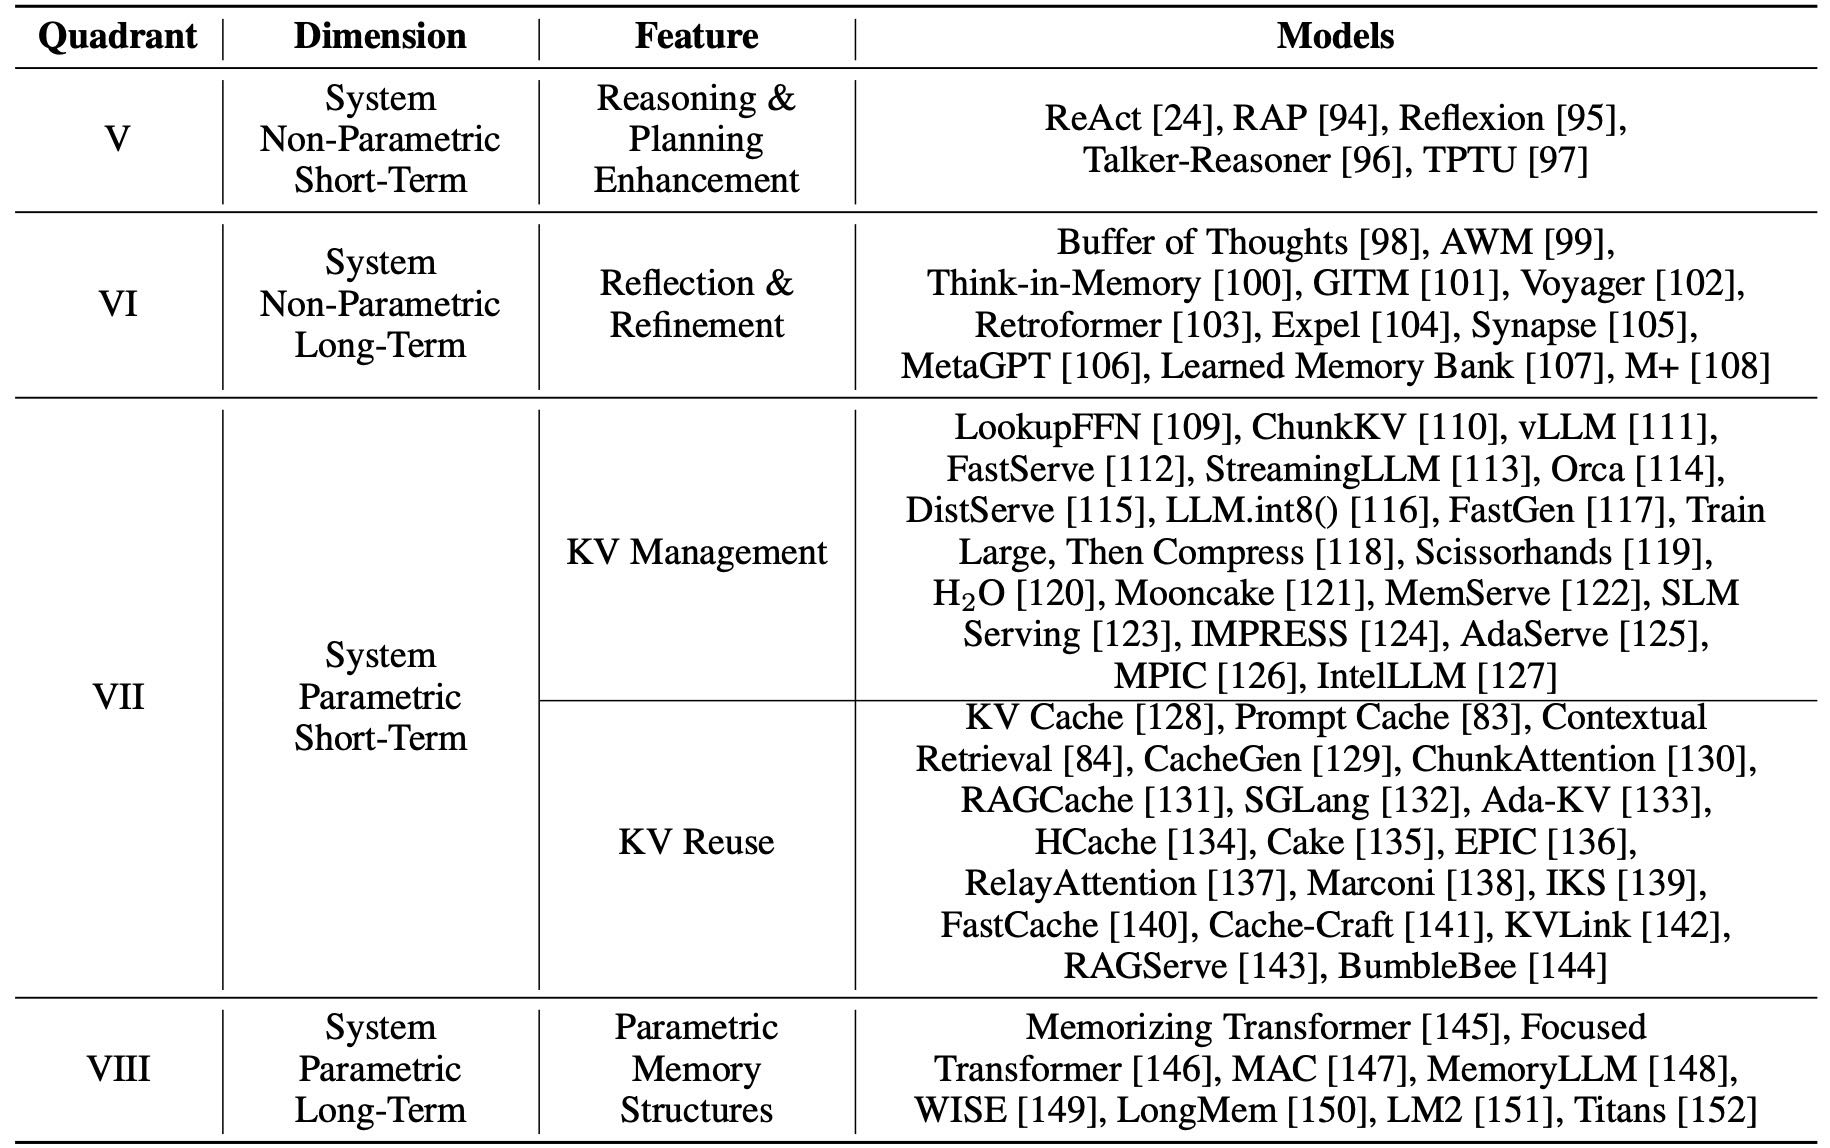 Quadrant Dimension Feature Models
V
System
Non-Parametric
Short-Term
Reasoning &
Planning
Enhancement
ReAct [24], RAP [94], Reflexion [95],
Talker-Reasoner [96], TPTU [97]
VI
System
Non-Parametric
Long-Term
Reflection &
Refinement
Buffer of Thoughts [98], AWM [99],
Think-in-Memory [100], GITM [101], Voyager [102],
Retroformer [103], Expel [104], Synapse [105],
MetaGPT [106], Learned Memory Bank [107], M+ [108]
VII
System
Parametric
Short-Term
KV Management
LookupFFN [109], ChunkKV [110], vLLM [111],
FastServe [112], StreamingLLM [113], Orca [114],
DistServe [115], LLM.int8() [116], FastGen [117], Train
Large, Then Compress [118], Scissorhands [119],
H₂O [120], Mooncake [121], MemServe [122], SLM
Serving [123], IMPRESS [124], AdaServe [125],
MPIC [126], IntelLLM [127]
KV Reuse
KV Cache [128], Prompt Cache [83], Contextual
Retrieval [84], CacheGen [129], ChunkAttention [130],
RAGCache [131], SGLang [132], Ada-KV [133],
HCache [134], Cake [135], EPIC [136],
RelayAttention [137], Marconi [138], IKS [139],
FastCache [140], Cache-Craft [141], KVLink [142],
RAGServe [143], BumbleBee [144]
VIII
System
Parametric
Long-Term
Parametric
Memory
Structures
Memorizing Transformer [145], Focused
Transformer [146], MAC [147], MemoryLLM [148],
WISE [149], LongMem [150], LM2 [151], Titans [152]